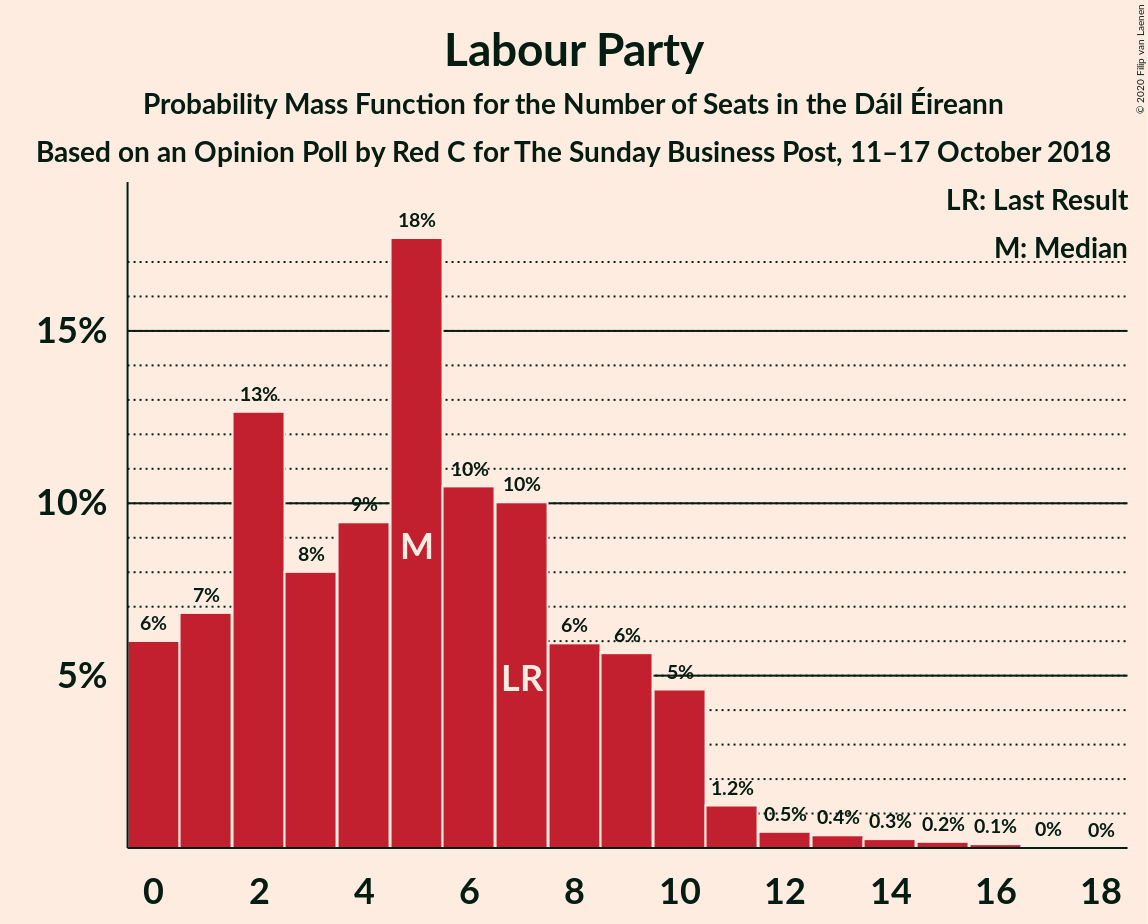 Labour Party
Probability Mass Function for the Number of Seats in the Dáil Éireann
Based on an Opinion Poll by Red C for The Sunday Business Post, 11–17 October 2018
© 2020 Filip van Laenen
LR: Last Result
M: Median
18%
15%
13%
10%
10%
10%
9%
M
8%
7%
6%
6%
6%
5%
5%
LR
1.2%
0.5%
0.4%
0.3%
0.2%
0.1%
0%
0%
0 2 4 6 8 10 12 14 16 18